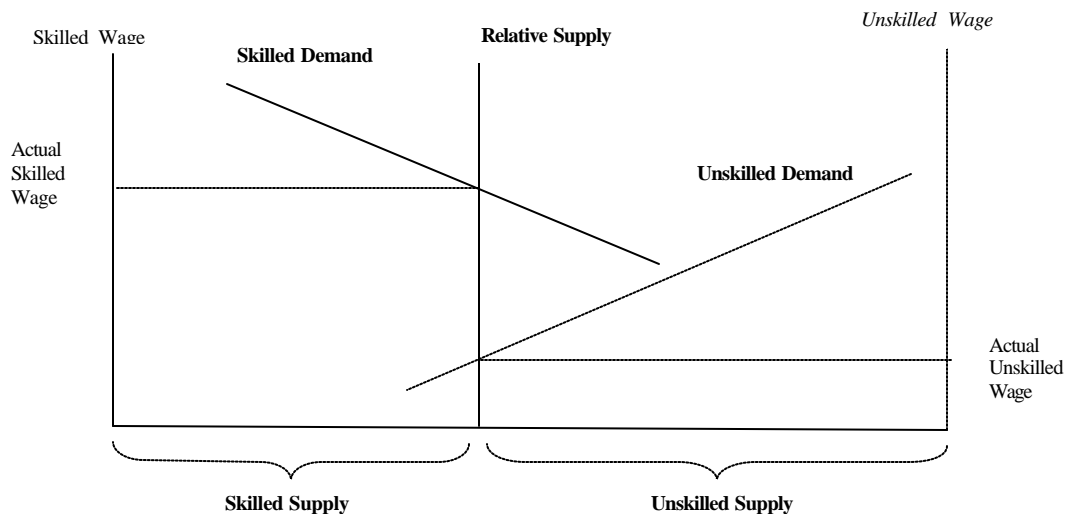 Unskilled Wage
Skilled Wage
Relative Supply
Skilled Demand
Actual
Skilled
Wage
Unskilled Demand
Actual
Unskilled
Wage
Skilled Supply
Unskilled Supply